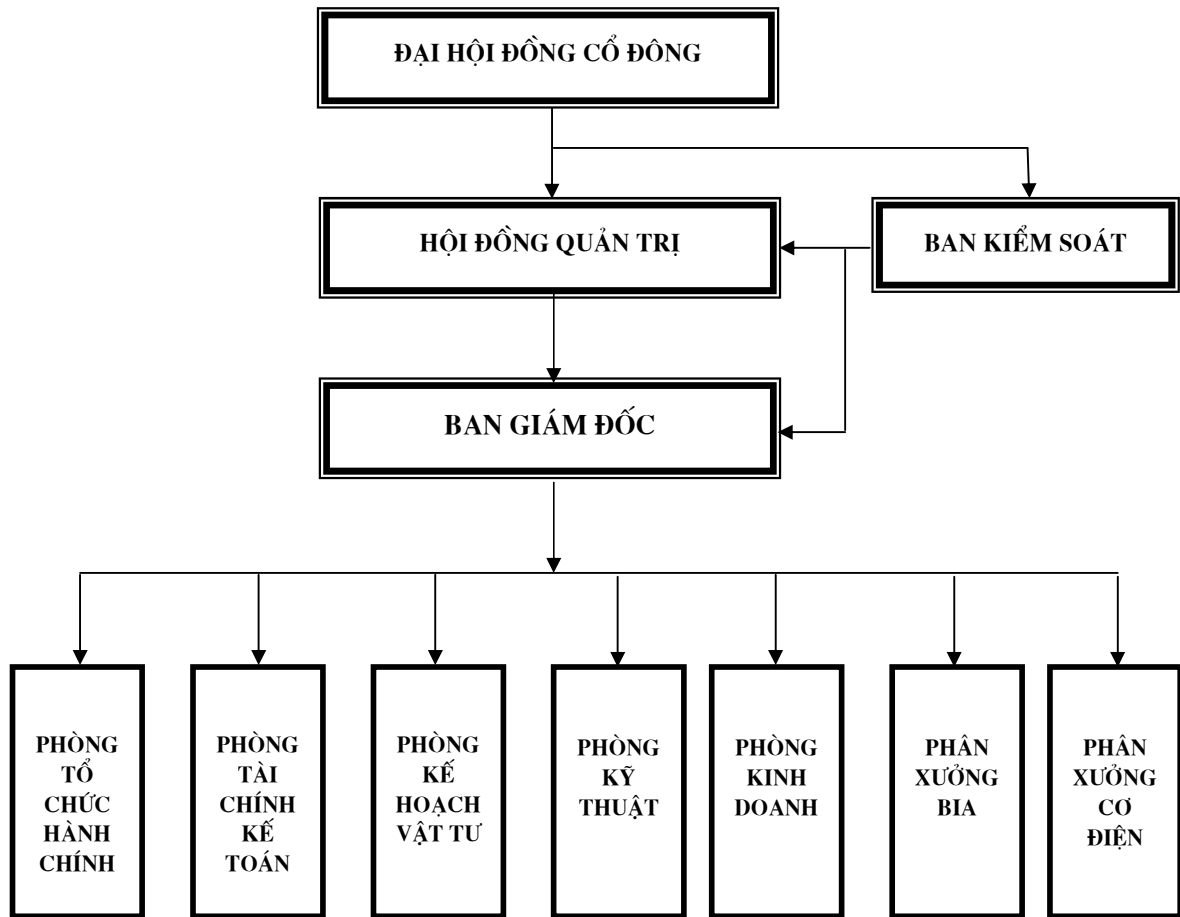 ĐẠI HỘI ĐỒNG CỔ ĐÔNG
HỘI ĐỒNG QUẢN TRỊ
BAN KIỂM SOÁT
BAN GIÁM ĐỐC
PHÒNG
TỔ
CHỨC
HÀNH
CHÍNH
PHÒNG
TÀI
CHÍNH
KẾ
TOÁN
PHÒNG
KẾ
HOẠCH
VẬT TƯ
PHÒNG
KỸ
THUẬT
PHÒNG
KINH
DOANH
PHÂN
XƯỞNG
BIA
PHÂN
XƯỞNG
CƠ
ĐIỆN